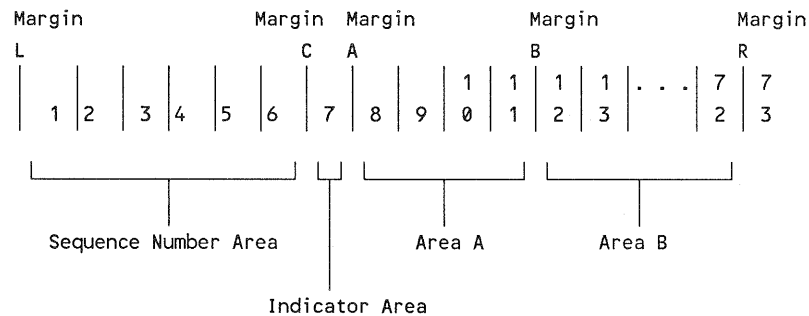 Margin Margin Margin Margin Margin
L C A B R
1 1 1 1 . . . 7 7
1 2 3 4 5 6 7 8 9 0 1 2 3 2 3
Sequence Number Area Area A Area B
Indicator Area